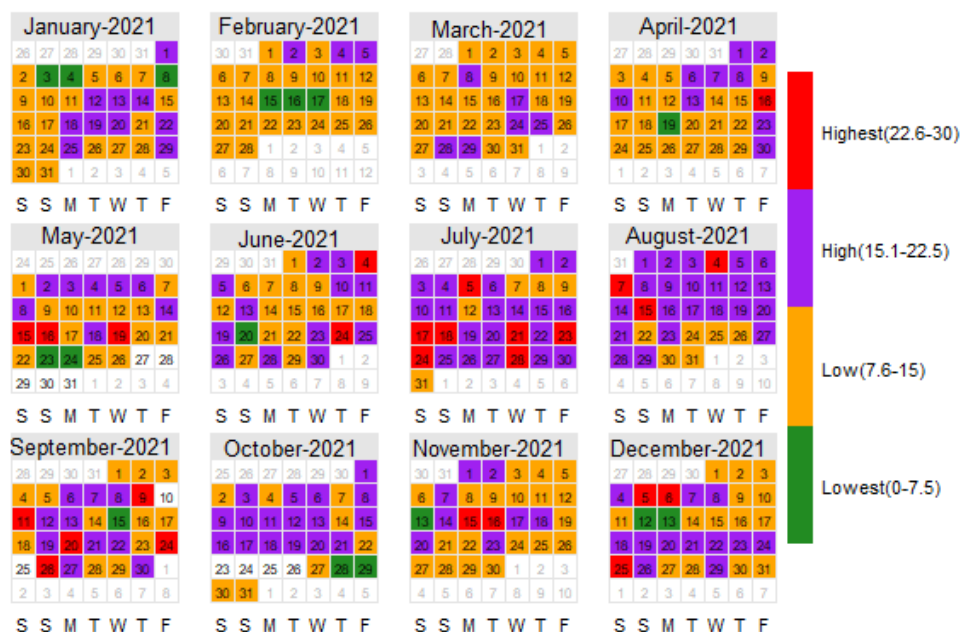 January-2021
26 27 28 29 30 31 1
2 3 4 5 6 7 8
9 10 11 12 13 14 15
16 17 18 19 20 21 22
23 24 25 26 27 28 29
30 31 1 2 3 4 5
S S M T W T F
February-2021
30 31 1 2 3 4 5
6 7 8 9 10 11 12
13 14 15 16 17 18 19
20 21 22 23 24 25 26
27 28 1 2 3 4 5
6 7 8 9 10 11 12
S S M T W T F
March-2021
27 28 1 2 3 4 5
6 7 8 9 10 11 12
13 14 15 16 17 18 19
20 21 22 23 24 25 26
27 28 29 30 31 1 2
3 4 5 6 7 8 9
S S M T W T F
April-2021
27 28 29 30 31 1 2
3 4 5 6 7 8 9
10 11 12 13 14 15 16
17 18 19 20 21 22 23
24 25 26 27 28 29 30
1 2 3 4 5 6 7
S S M T W T F
May-2021
24 25 26 27 28 29 30
1 2 3 4 5 6 7
8 9 10 11 12 13 14
15 16 17 18 19 20 21
22 23 24 25 26 27 28
29 30 31 1 2 3 4
S S M T W T F
June-2021
29 30 31 1 2 3 4
5 6 7 8 9 10 11
12 13 14 15 16 17 18
19 20 21 22 23 24 25
26 27 28 29 30 1 2
3 4 5 6 7 8 9
S S M T W T F
July-2021
26 27 28 29 30 1 2
3 4 5 6 7 8 9
10 11 12 13 14 15 16
17 18 19 20 21 22 23
24 25 26 27 28 29 30
31 1 2 3 4 5 6
S S M T W T F
August-2021
31 1 2 3 4 5 6
7 8 9 10 11 12 13
14 15 16 17 18 19 20
21 22 23 24 25 26 27
28 29 30 31 1 2 3
4 5 6 7 8 9 10
S S M T W T F
September-2021
28 29 30 31 1 2 3
4 5 6 7 8 9 10
11 12 13 14 15 16 17
18 19 20 21 22 23 24
25 26 27 28 29 30 1
2 3 4 5 6 7 8
S S M T W T F
October-2021
25 26 27 28 29 30 1
2 3 4 5 6 7 8
9 10 11 12 13 14 15
16 17 18 19 20 21 22
23 24 25 26 27 28 29
30 31 1 2 3 4 5
S S M T W T F
November-2021
30 31 1 2 3 4 5
6 7 8 9 10 11 12
13 14 15 16 17 18 19
20 21 22 23 24 25 26
27 28 29 30 1 2 3
4 5 6 7 8 9 10
S S M T W T F
December-2021
27 28 29 30 1 2 3
4 5 6 7 8 9 10
11 12 13 14 15 16 17
18 19 20 21 22 23 24
25 26 27 28 29 30 31
1 2 3 4 5 6 7
S S M T W T F
Highest(22.6-30)
High(15.1-22.5)
Low(7.6-15)
Lowest(0-7.5)